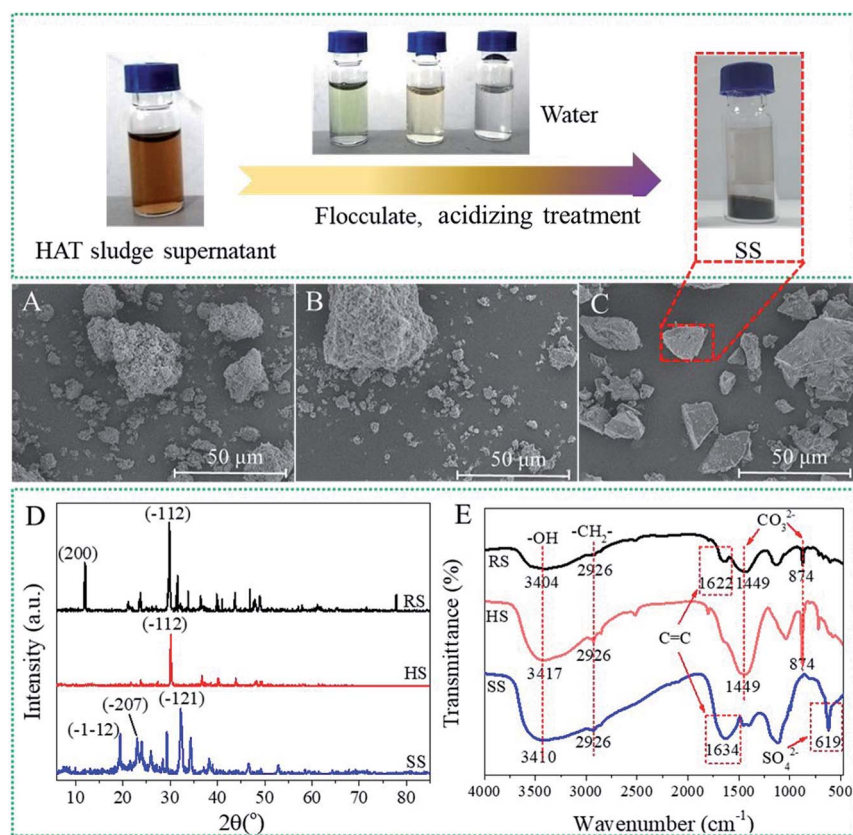 Water
Flocculate, acidizing treatment
HAT sludge supernatant
SS
A
B
C
50 μm
50 μm
50 μm
D
(-112)
(200)
RS
(-112)
HS
(-121)
(-207)
(-1-12)
SS
Intensity (a.u.)
10 20 30 40 50 60 70 80
2θ(°)
E
-OH
-CH₂-
CO₃²⁻
RS
3404
2926
1622
1449
874
HS
C=C
3417
2926
1449
874
SS
3410
2926
1634
SO₄²⁻
619
Transmittance (%)
4000 3500 3000 2500 2000 1500 1000 500
Wavenumber (cm⁻¹)